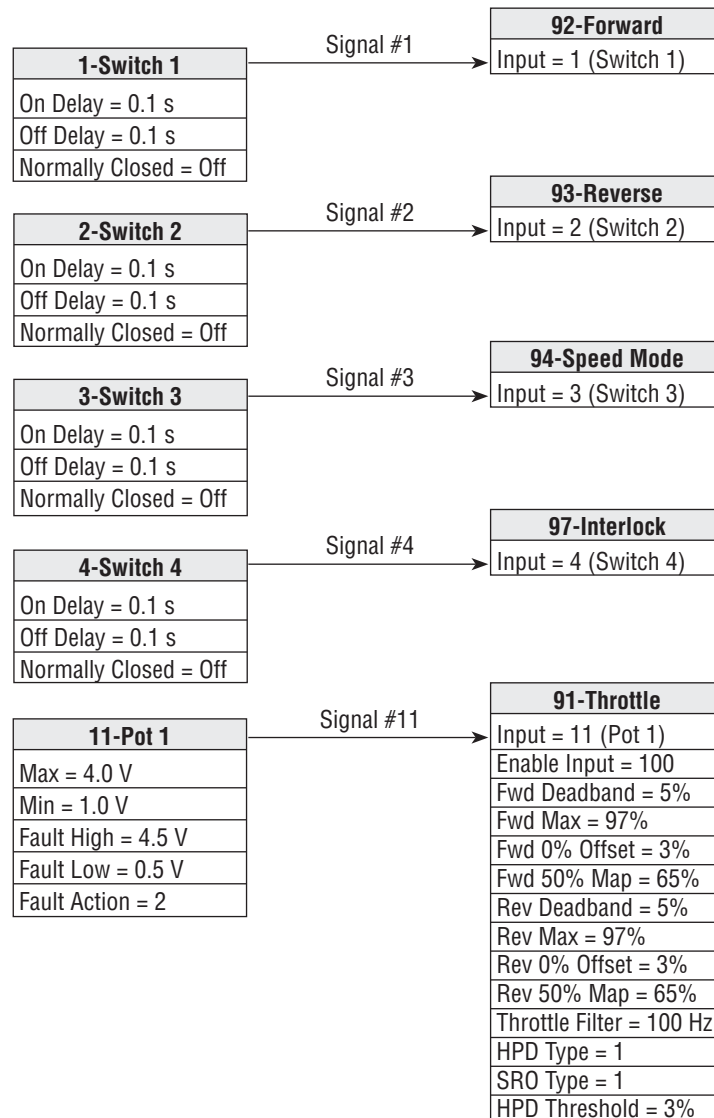 1-Switch 1
On Delay = 0.1 s
Off Delay = 0.1 s
Normally Closed = Off
Signal #1
92-Forward
Input = 1 (Switch 1)
2-Switch 2
On Delay = 0.1 s
Off Delay = 0.1 s
Normally Closed = Off
Signal #2
93-Reverse
Input = 2 (Switch 2)
3-Switch 3
On Delay = 0.1 s
Off Delay = 0.1 s
Normally Closed = Off
Signal #3
94-Speed Mode
Input = 3 (Switch 3)
4-Switch 4
On Delay = 0.1 s
Off Delay = 0.1 s
Normally Closed = Off
Signal #4
97-Interlock
Input = 4 (Switch 4)
11-Pot 1
Max = 4.0 V
Min = 1.0 V
Fault High = 4.5 V
Fault Low = 0.5 V
Fault Action = 2
Signal #11
91-Throttle
Input = 11 (Pot 1)
Enable Input = 100
Fwd Deadband = 5%
Fwd Max = 97%
Fwd 0% Offset = 3%
Fwd 50% Map = 65%
Rev Deadband = 5%
Rev Max = 97%
Rev 0% Offset = 3%
Rev 50% Map = 65%
Throttle Filter = 100 Hz
HPD Type = 1
SRO Type = 1
HPD Threshold = 3%